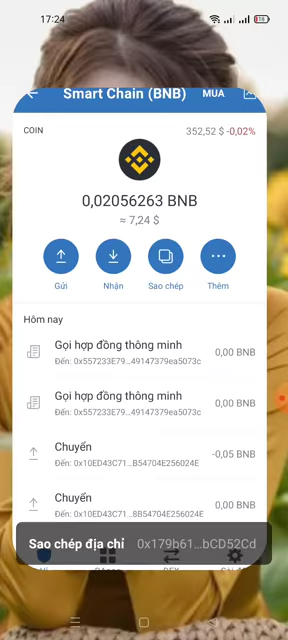 17:24
16
Smart Chain (BNB) MUA
COIN 352,52 $ -0,02%
0,02056263 BNB
≈ 7,24 $
Gửi Nhận Sao chép Thêm
Hôm nay
Gọi hợp đồng thông minh 0,00 BNB
Đến: 0x557233E79...49147379ea5073c
Gọi hợp đồng thông minh 0,00 BNB
Đến: 0x557233E79...49147379ea5073c
Chuyển -0,05 BNB
Đến: 0x10ED43C71...B54704E256024E
Chuyển 0,00 BNB
Đến: 0x10ED43C71...8B54704E256024E
Sao chép địa chỉ 0x179b61...bCD52Cd